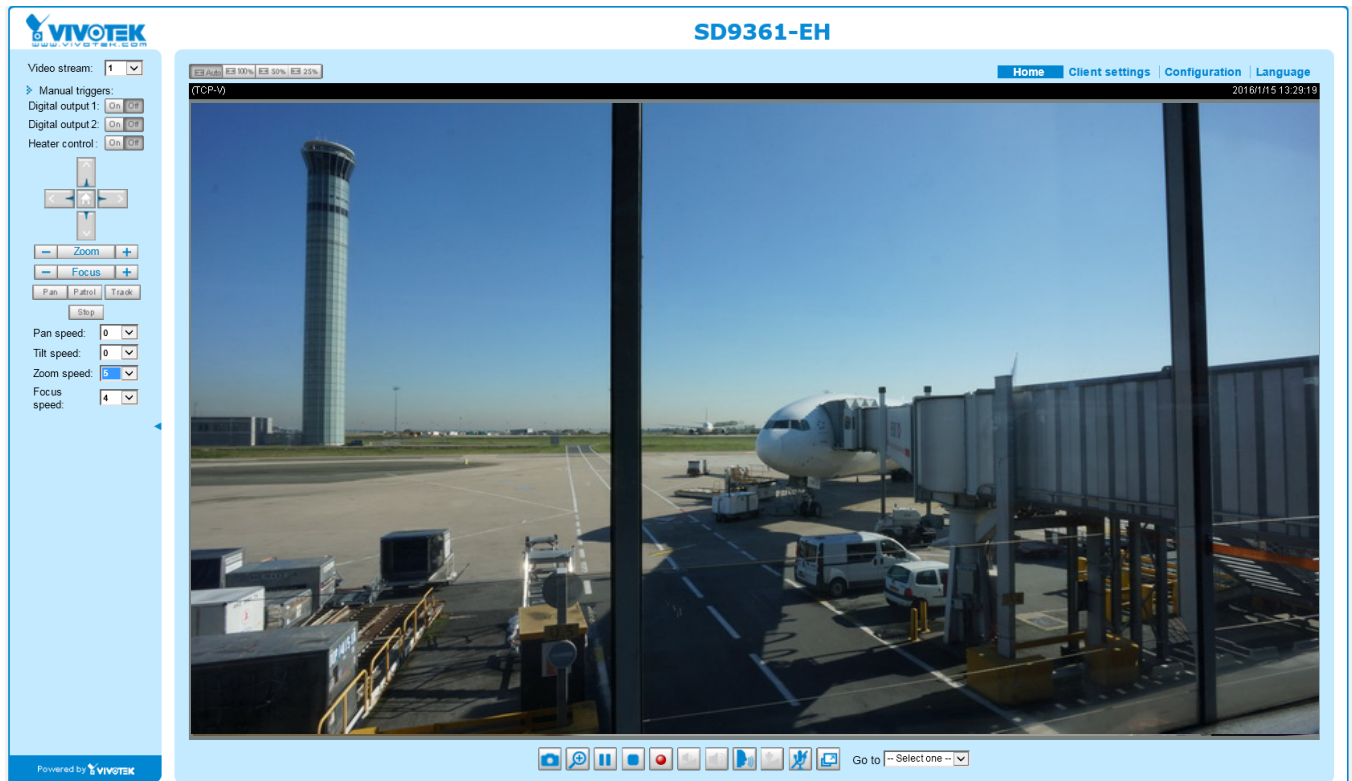 VIVOTEK
www.vivotek.com
SD9361-EH
Video stream: 1
Auto 100% 50% 25%
Home Client settings Configuration Language
(TCP-V) 2016/1/15 13:29:19
Manual triggers:
Digital output 1: On Off
Digital output 2: On Off
Heater control : On Off
Zoom
Focus
Pan Patrol Track
Stop
Pan speed: 0
Tilt speed: 0
Zoom speed: 5
Focus
speed: 4
Go to -- Select one --
Powered by VIVOTEK